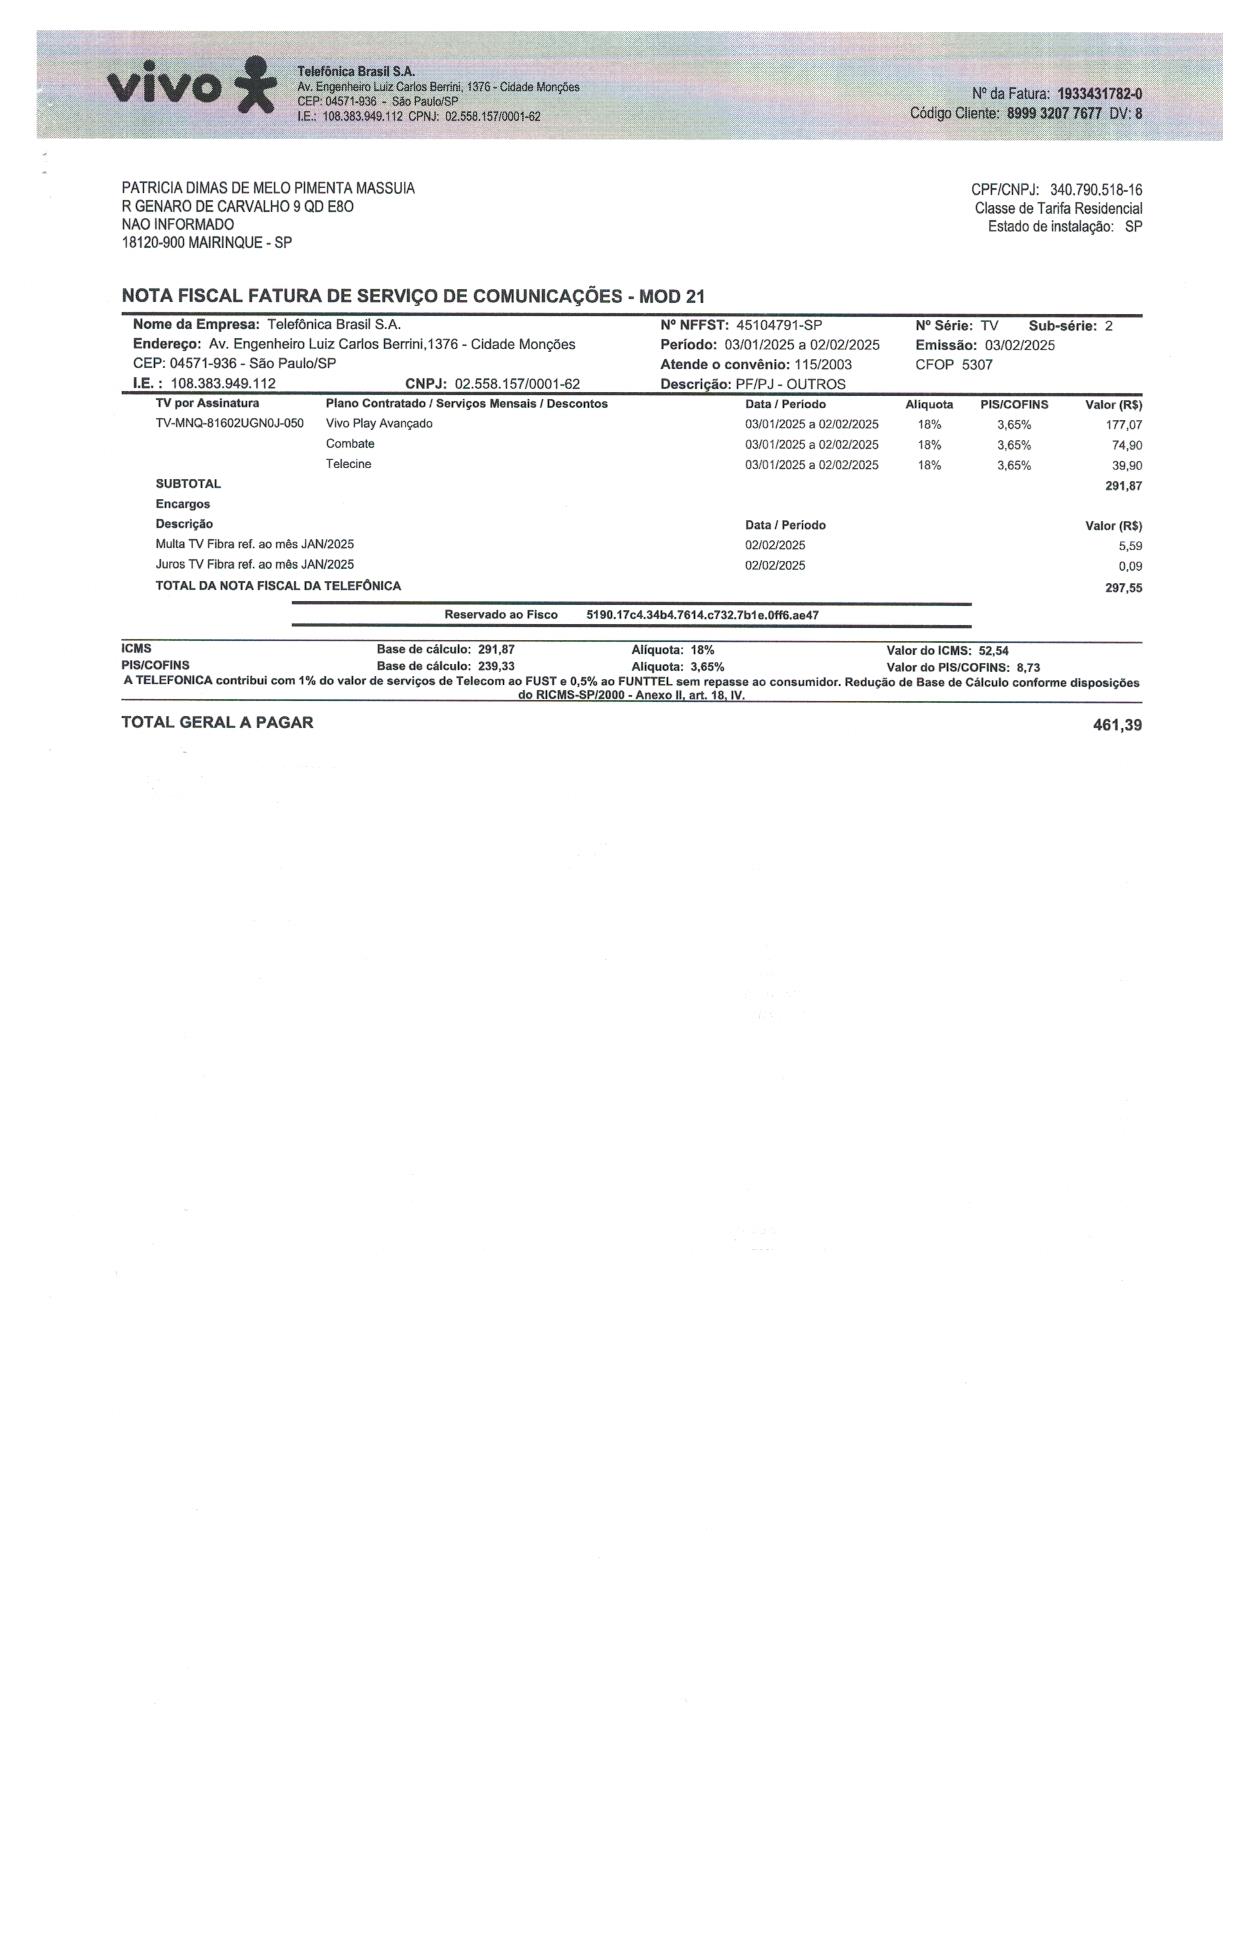 vivo
Telefônica Brasil S.A.
Av. Engenheiro Luiz Carlos Berrini, 1376 - Cidade Monções
CEP: 04571-936 - São Paulo/SP
I.E.: 108.383.949.112 CPNJ: 02.558.157/0001-62
Nº da Fatura: 1933431782-0
Código Cliente: 8999 3207 7677 DV: 8
PATRICIA DIMAS DE MELO PIMENTA MASSUIA
R GENARO DE CARVALHO 9 QD E8O
NAO INFORMADO
18120-900 MAIRINQUE - SP
CPF/CNPJ: 340.790.518-16
Classe de Tarifa Residencial
Estado de instalação: SP
NOTA FISCAL FATURA DE SERVIÇO DE COMUNICAÇÕES - MOD 21
Nome da Empresa: Telefônica Brasil S.A. Nº NFFST: 45104791-SP Nº Série: TV Sub-série: 2
Endereço: Av. Engenheiro Luiz Carlos Berrini,1376 - Cidade Monções Período: 03/01/2025 a 02/02/2025 Emissão: 03/02/2025
CEP: 04571-936 - São Paulo/SP Atende o convênio: 115/2003 CFOP 5307
I.E. : 108.383.949.112 CNPJ: 02.558.157/0001-62 Descrição: PF/PJ - OUTROS
TV por Assinatura Plano Contratado / Serviços Mensais / Descontos Data / Período Alíquota PIS/COFINS Valor (R$)
TV-MNQ-81602UGN0J-050 Vivo Play Avançado 03/01/2025 a 02/02/2025 18% 3,65% 177,07
Combate 03/01/2025 a 02/02/2025 18% 3,65% 74,90
Telecine 03/01/2025 a 02/02/2025 18% 3,65% 39,90
SUBTOTAL 291,87
Encargos
Descrição Data / Período Valor (R$)
Multa TV Fibra ref. ao mês JAN/2025 02/02/2025 5,59
Juros TV Fibra ref. ao mês JAN/2025 02/02/2025 0,09
TOTAL DA NOTA FISCAL DA TELEFÔNICA 297,55
Reservado ao Fisco 5190.17c4.34b4.7614.c732.7b1e.0ff6.ae47
ICMS Base de cálculo: 291,87 Alíquota: 18% Valor do ICMS: 52,54
PIS/COFINS Base de cálculo: 239,33 Alíquota: 3,65% Valor do PIS/COFINS: 8,73
A TELEFONICA contribui com 1% do valor de serviços de Telecom ao FUST e 0,5% ao FUNTTEL sem repasse ao consumidor. Redução de Base de Cálculo conforme disposições
do RICMS-SP/2000 - Anexo II, art. 18, IV.
TOTAL GERAL A PAGAR 461,39